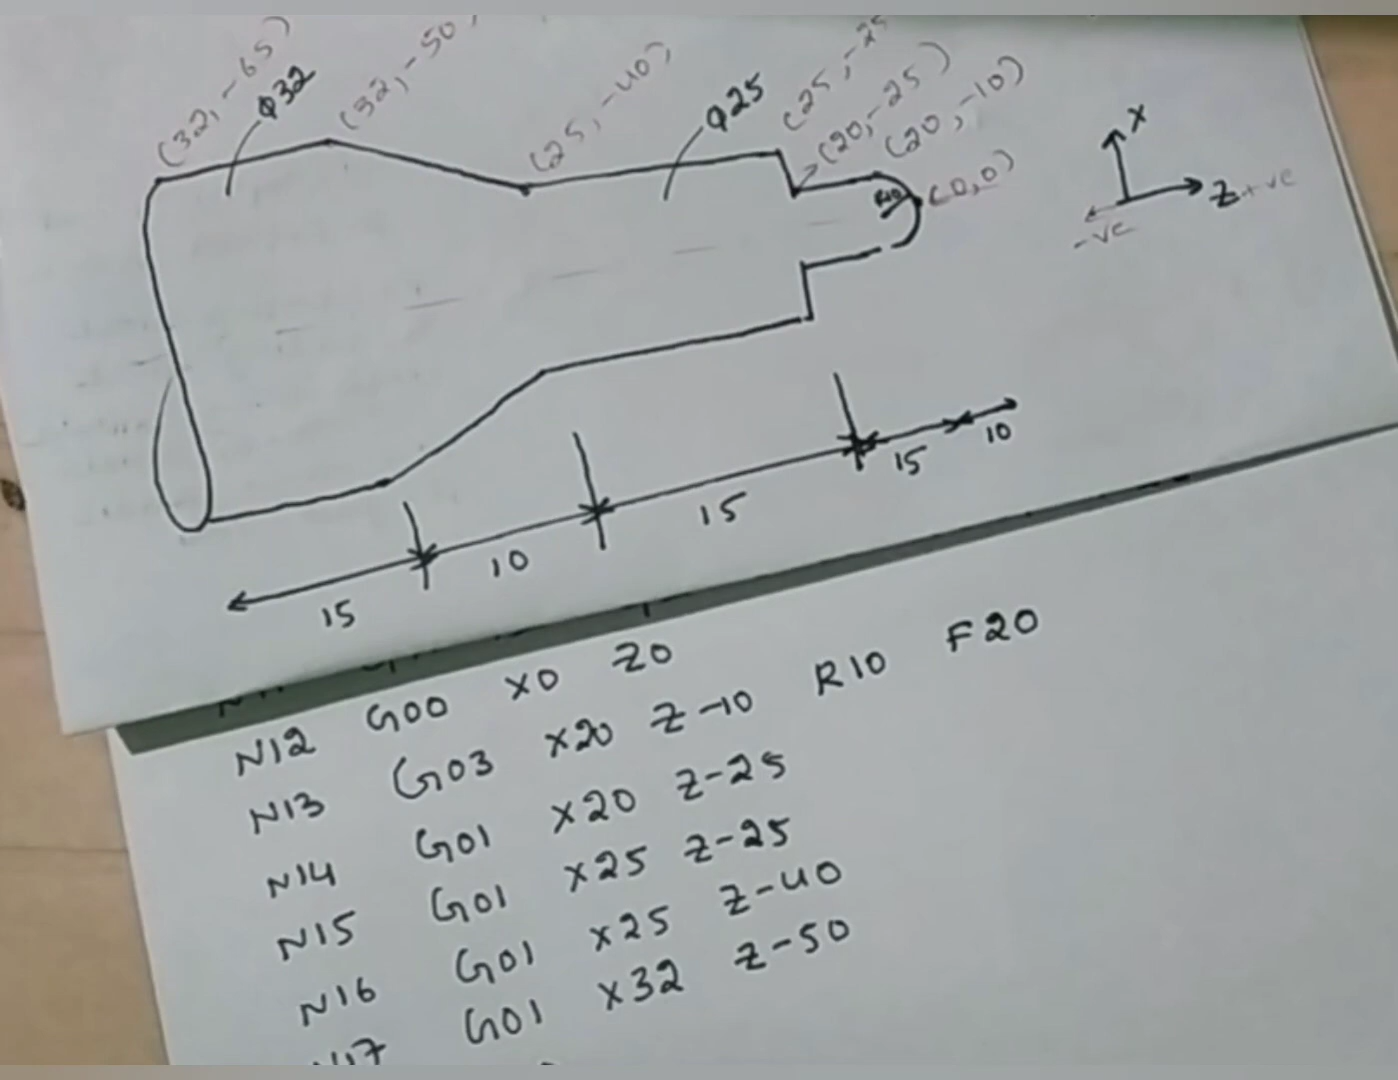 (32,-65)
Φ32
(32,-50)
(25,-40)
Φ25
(25,-25
(20,-25)
(20,-10)
R10
(0,0)
X
Z+ve
-ve
15
10
15
15
10
N12 G00 X0 Z0
N13 G03 X20 Z-10 R10 F20
N14 G01 X20 Z-25
N15 G01 X25 Z-25
N16 G01 X25 Z-40
N17 G01 X32 Z-50